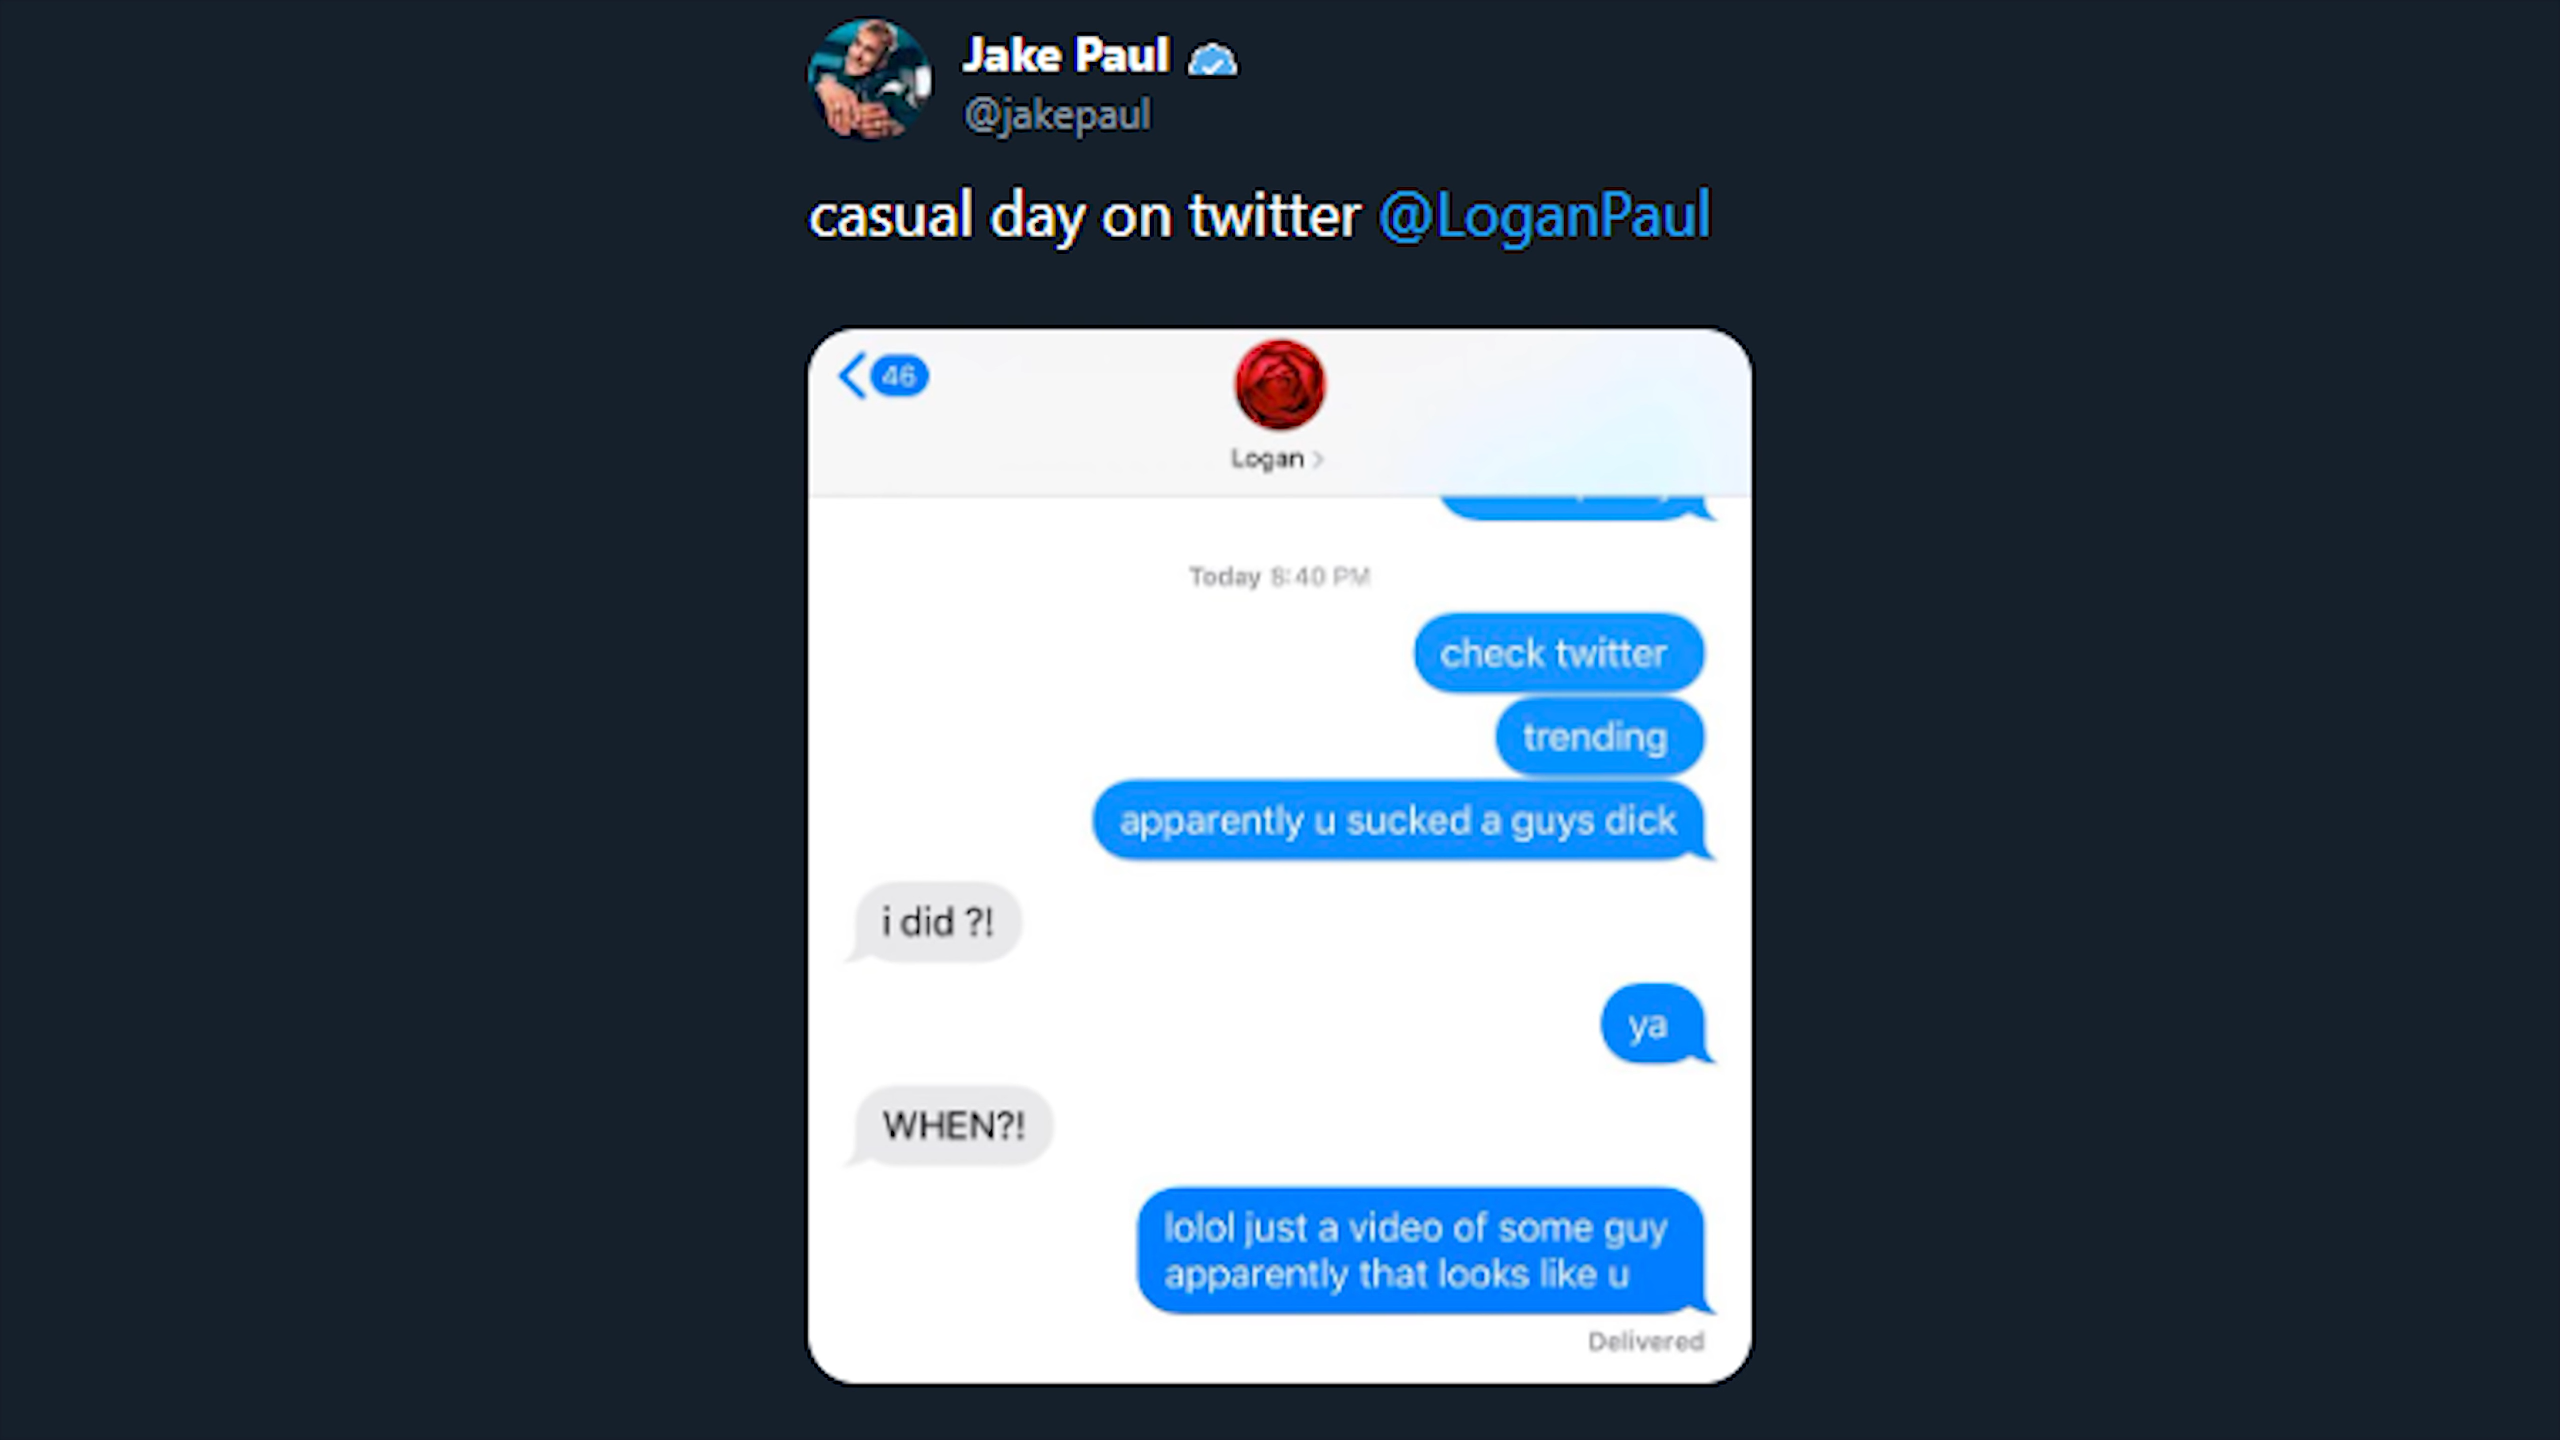 Jake Paul
@jakepaul
casual day on twitter @LoganPaul
46
Logan
Today 8:40 PM
check twitter
trending
apparently u sucked a guys dick
i did ?!
ya
WHEN?!
lolol just a video of some guy
apparently that looks like u
Delivered